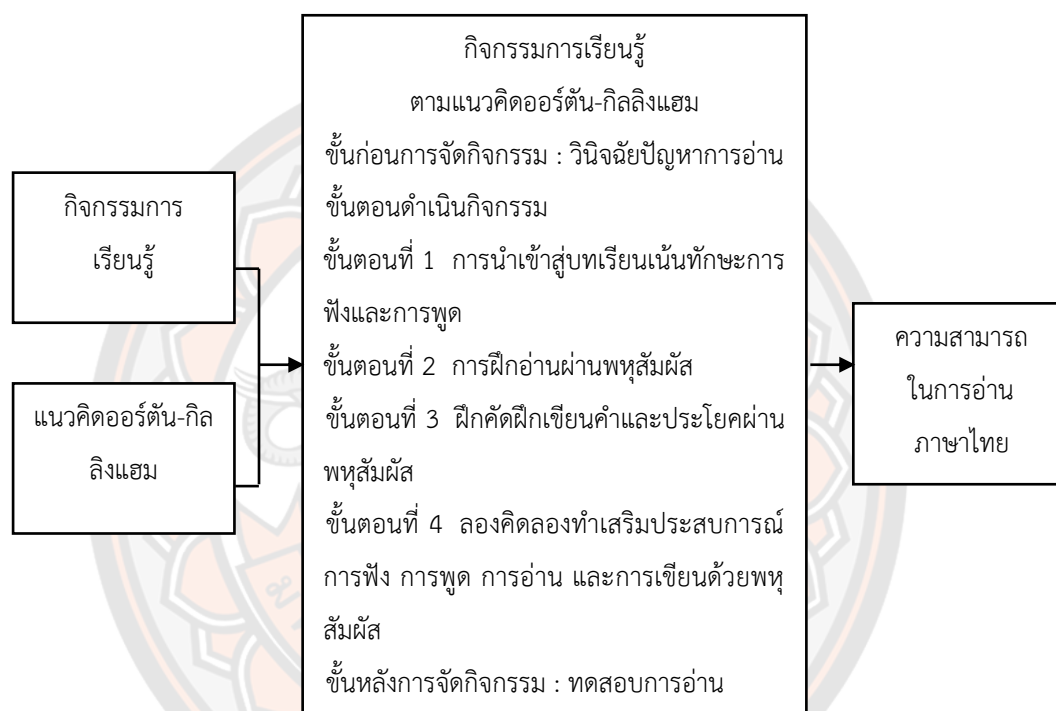 กิจกรรมการ
เรียนรู้
แนวคิดออร์ตัน-กิล
ลิงแฮม
กิจกรรมการเรียนรู้
ตามแนวคิดออร์ตัน-กิลลิงแฮม
ขั้นก่อนการจัดกิจกรรม : วินิจฉัยปัญหาการอ่าน
ขั้นตอนดำเนินกิจกรรม
ขั้นตอนที่ 1 การนำเข้าสู่บทเรียนเน้นทักษะการ
ฟังและการพูด
ขั้นตอนที่ 2 การฝึกอ่านผ่านพหุสัมผัส
ขั้นตอนที่ 3 ฝึกคัดฝึกเขียนคำและประโยคผ่าน
พหุสัมผัส
ขั้นตอนที่ 4 ลองคิดลองทำเสริมประสบการณ์
การฟัง การพูด การอ่าน และการเขียนด้วยพหุ
สัมผัส
ขั้นหลังการจัดกิจกรรม : ทดสอบการอ่าน
ความสามารถ
ในการอ่าน
ภาษาไทย